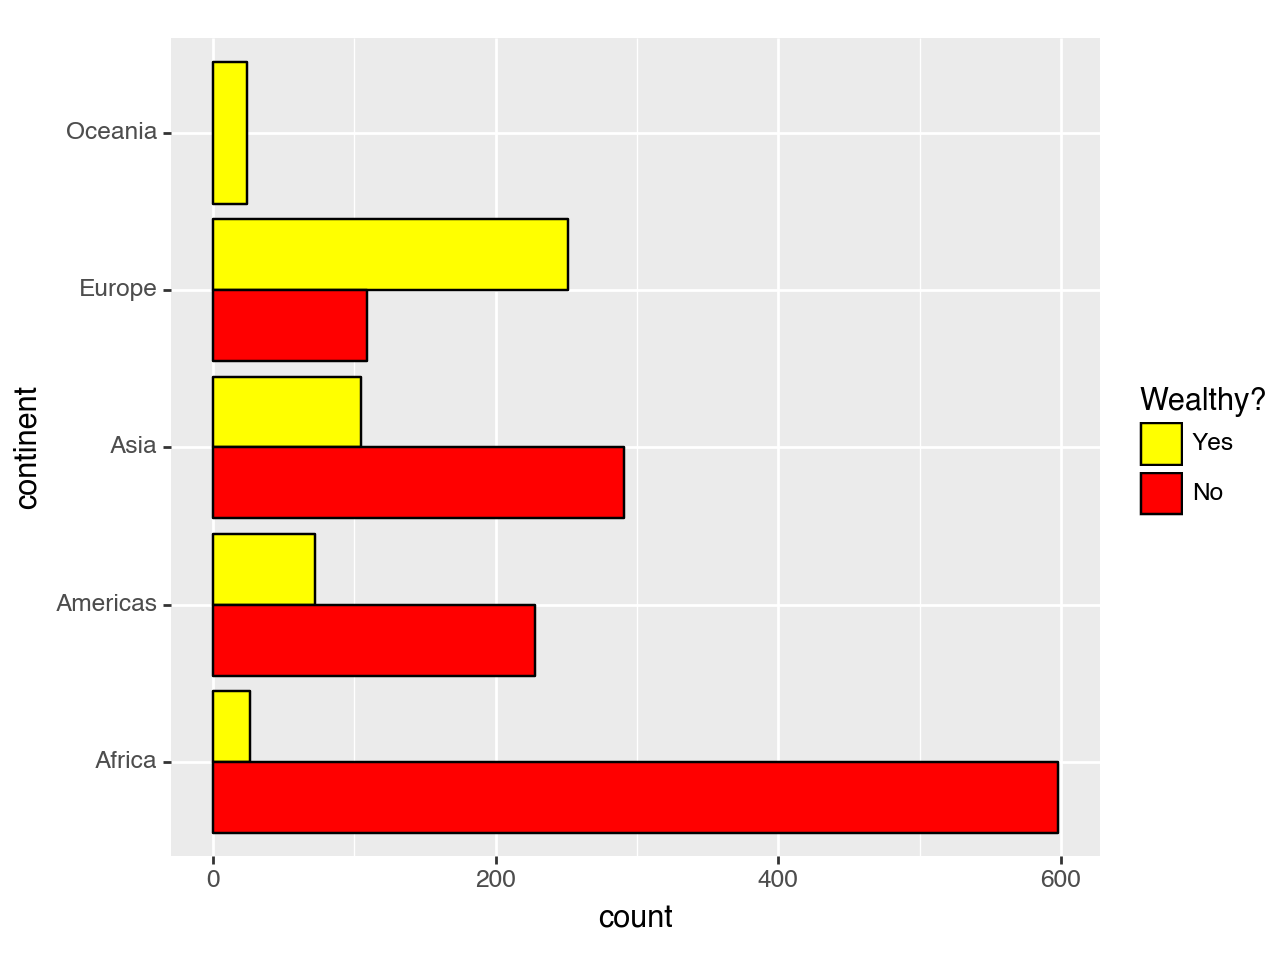 Oceania
Europe
Asia
Americas
Africa
continent
0 200 400 600
count
Wealthy?
Yes
No